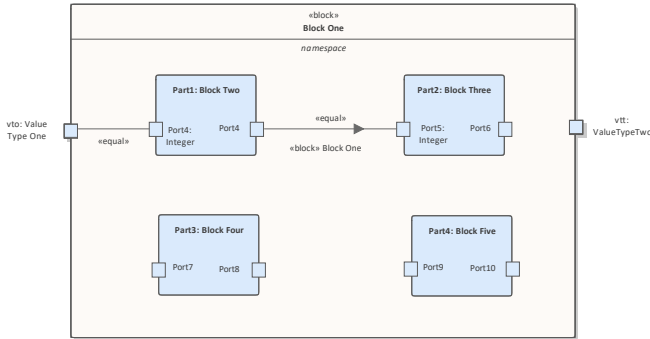 «block»
Block One
namespace
Part1: Block Two
Part2: Block Three
vto: Value
Type One
«equal»
Port4:
Integer
Port4
«equal»
«block» Block One
Port5:
Integer
Port6
vtt:
ValueTypeTwo
Part3: Block Four
Port7
Port8
Part4: Block Five
Port9
Port10